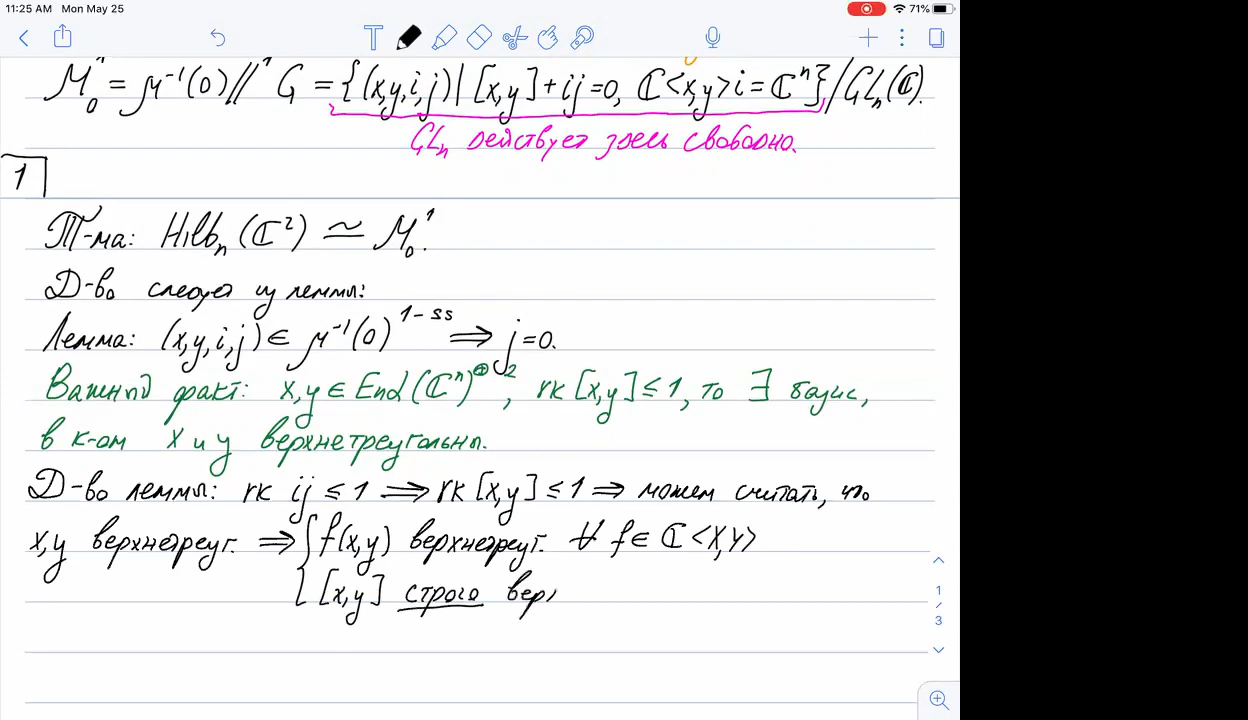 11:25 AM Mon May 25
71%
M₀¹ = μ⁻¹(0)//¹ G = {(x,y,i,j) | [x,y]+ij=0, ℂ<x,y>i=ℂⁿ}/GLₙ(ℂ).
GLₙ действует здесь свободно.
1
Т-ма: Hilbₙ(ℂ²) ≃ M₀¹.
Д-во следует из леммы:
Лемма: (x,y,i,j) ∈ μ⁻¹(0)¹⁻ˢˢ ⟹ j=0.
Важный факт: x,y ∈ End(ℂⁿ)^⊕2, rk [x,y] ≤ 1, то ∃ базис,
в к-ом x и y верхнетреугольны.
Д-во леммы: rk ij ≤ 1 ⟹ rk [x,y] ≤ 1 ⟹ можем считать, что
x,y верхнетреуг. ⟹ { f(x,y) верхнетреуг. ∀ f ∈ ℂ<X,Y>
[x,y] строго вер
1
/
3